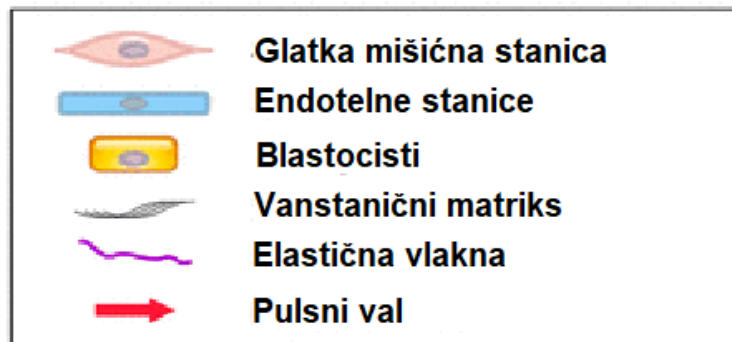 Glatka mišićna stanica
Endotelne stanice
Blastocisti
Vanstanični matriks
Elastična vlakna
Pulsni val